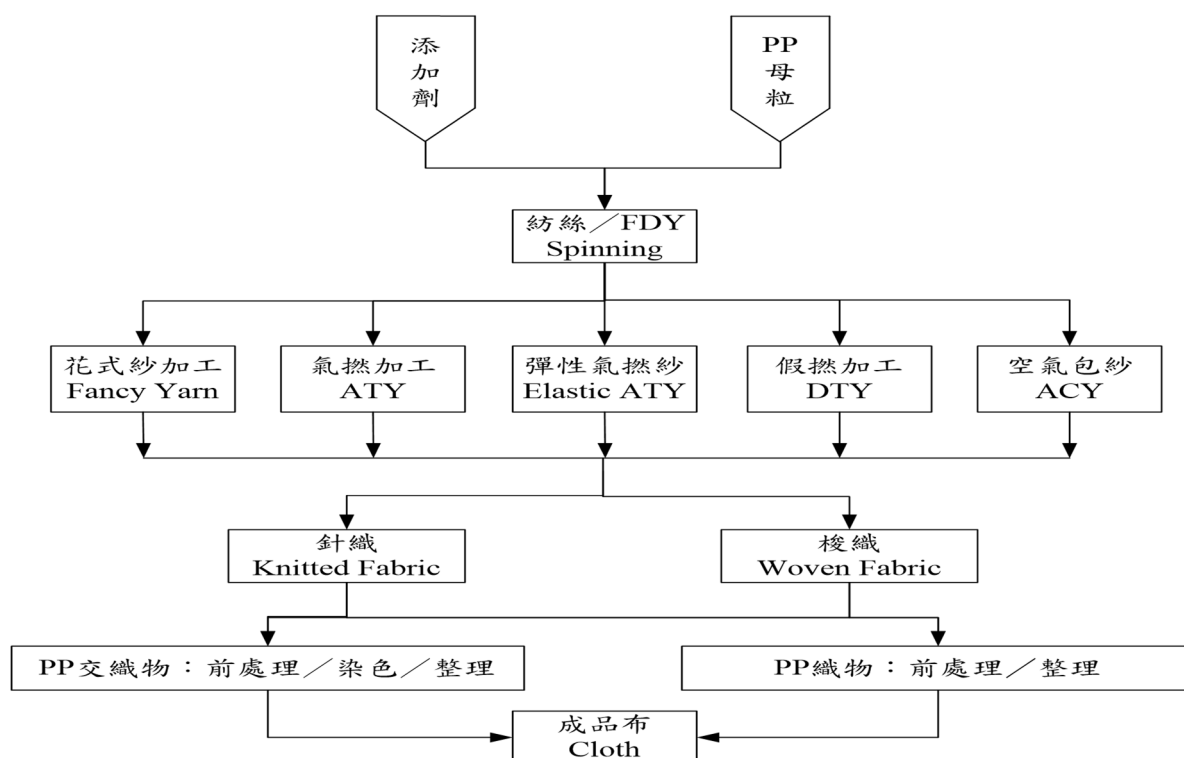 添加劑
PP母粒
紡絲／FDY
Spinning
花式紗加工
Fancy Yarn
氣撚加工
ATY
彈性氣撚紗
Elastic ATY
假撚加工
DTY
空氣包紗
ACY
針織
Knitted Fabric
梭織
Woven Fabric
PP交織物：前處理／染色／整理
PP織物：前處理／整理
成品布
Cloth